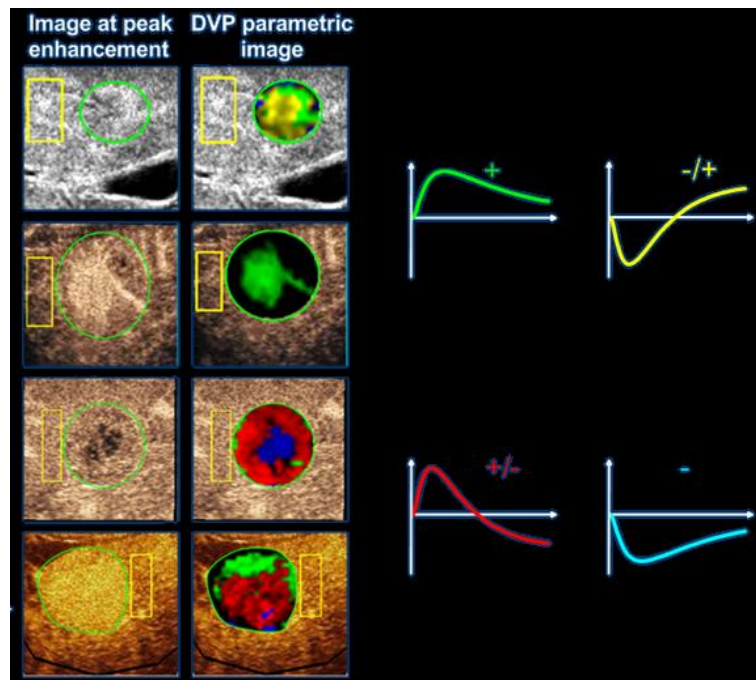 Image at peak
enhancement
DVP parametric
image
+
-/+
+/-
-